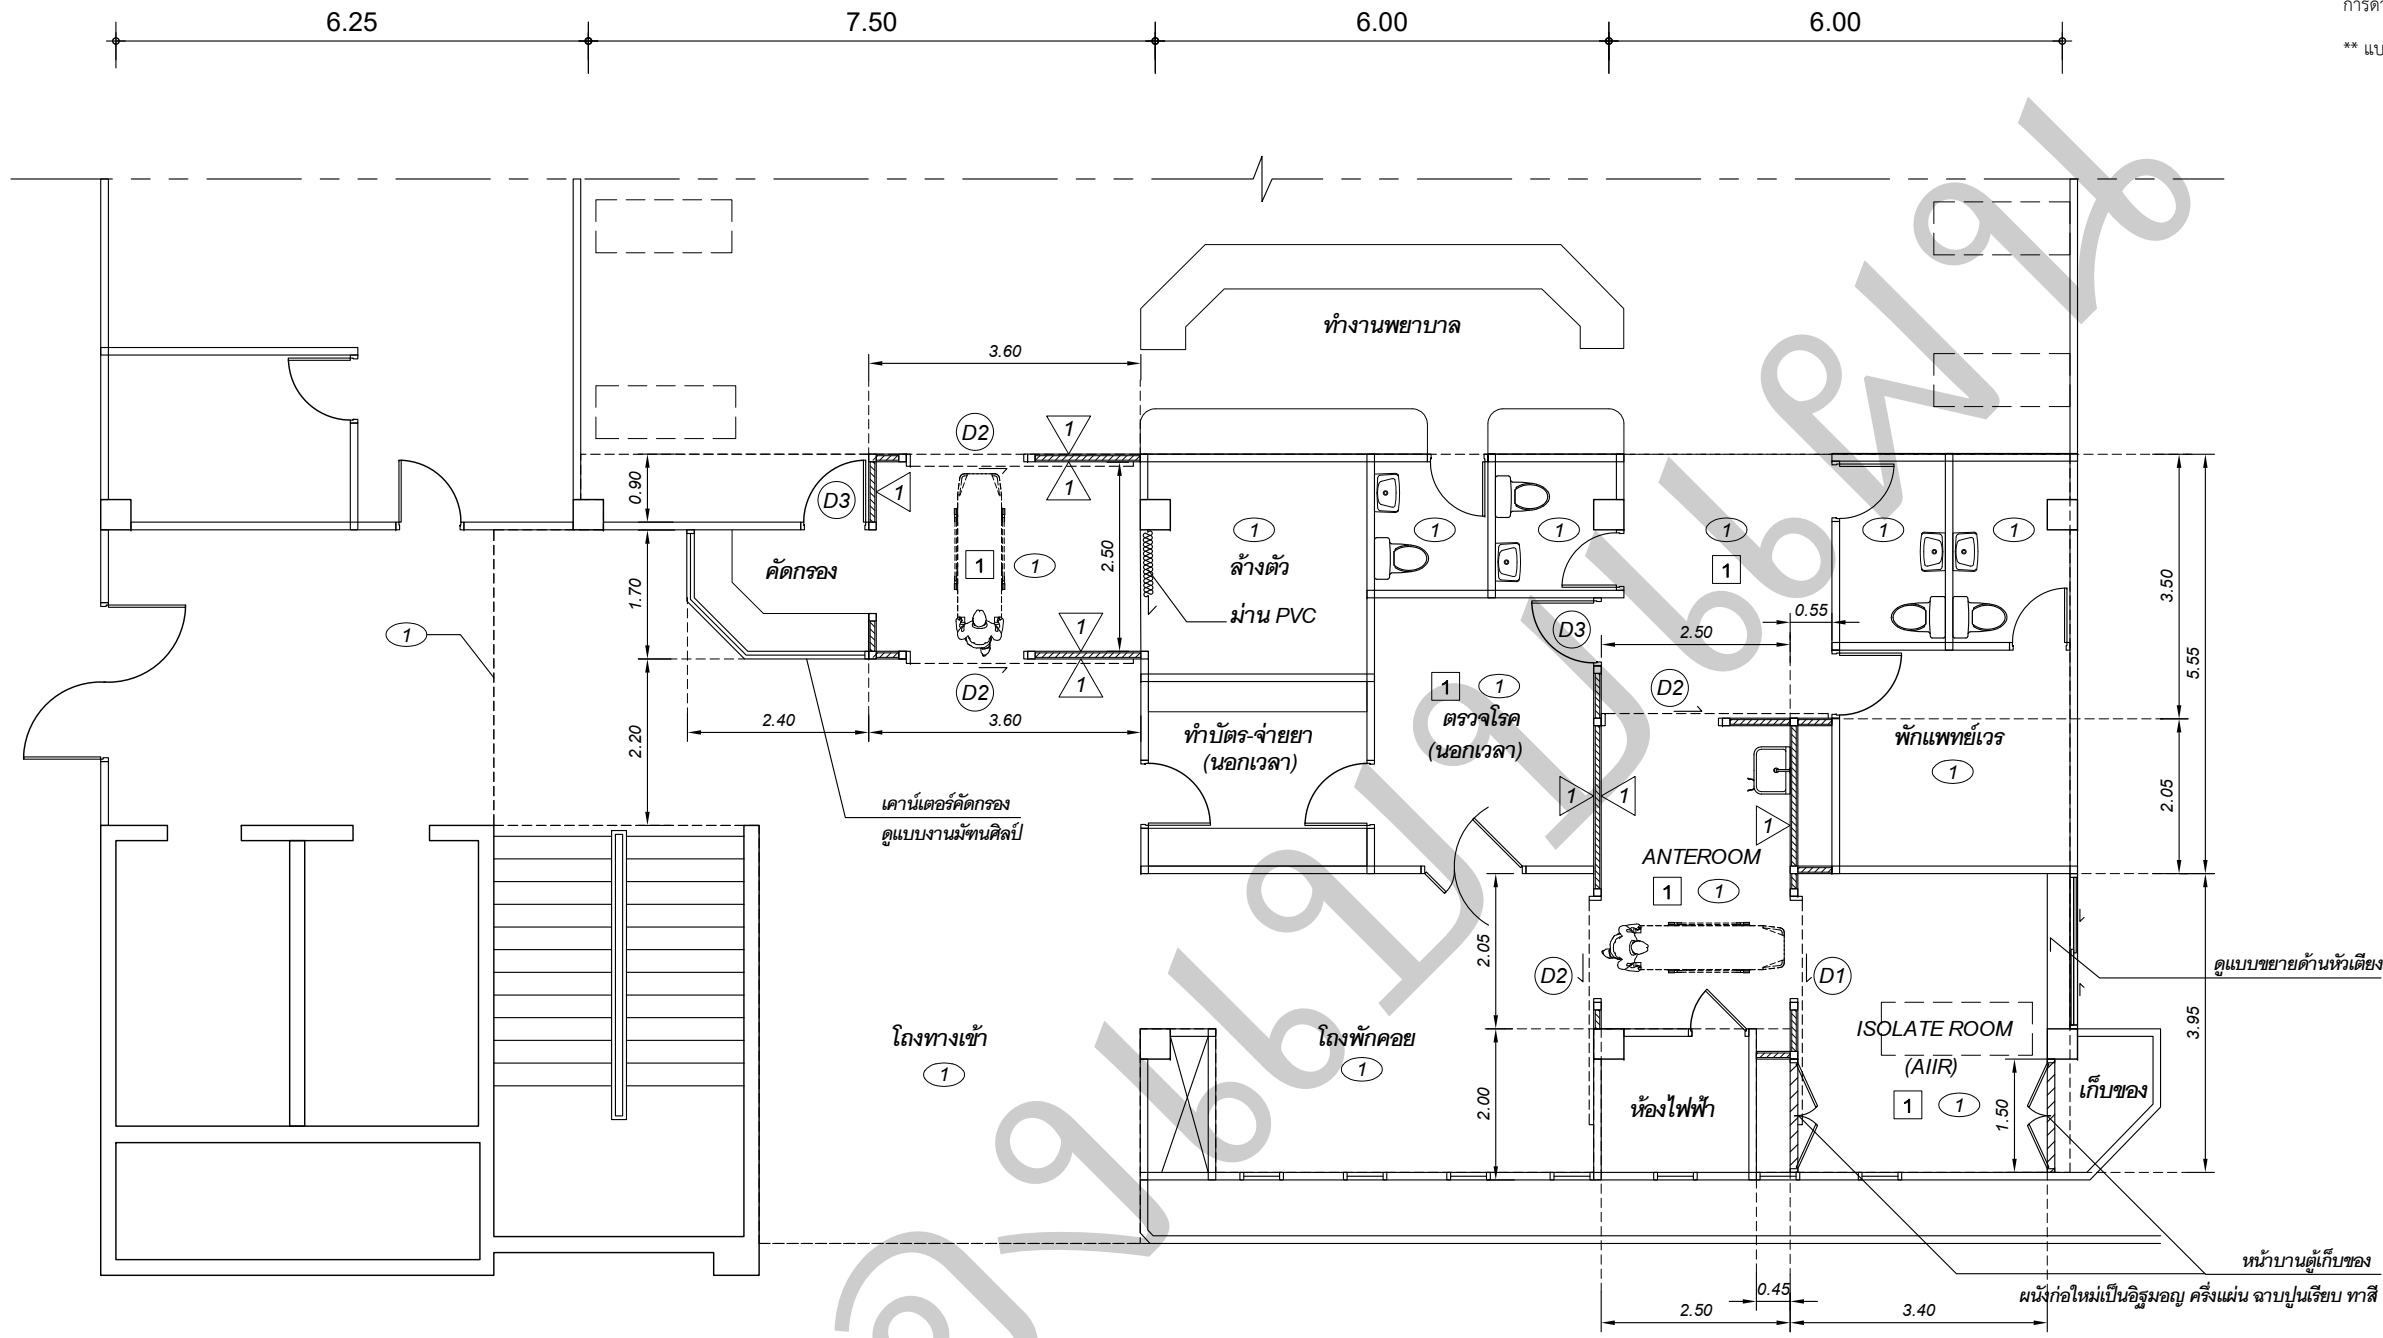 6.25 7.50 6.00 6.00
** แบ
ทำงานพยาบาล
3.60
D2 1
1
0.90 D3 1
1 1 1 1 1 1
คัดกรอง 1 1 2.50 ล้างตัว 1
ม่าน PVC
1.70
1
1
1
D2
2.40 3.60
2.20
D3 2.50 0.55
3.50
5.55
1 1
ตรวจโรค
(นอกเวลา)
D2
ทำบัตร-จ่ายยา
(นอกเวลา)
พักแพทย์เวร
1
2.05
1 1
1
เคาน์เตอร์คัดกรอง
ดูแบบงานมัฑนศิลป์
ANTEROOM
1 1
2.05
D2 D1
ดูแบบขยายด้านหัวเตียง
3.95
โถงทางเข้า
1
โถงพักคอย
1
ISOLATE ROOM
(AIIR)
1 1
1.50
เก็บของ
2.00
ห้องไฟฟ้า
หน้าบานตู้เก็บของ
ผนังก่อใหม่เป็นอิฐมอญ ครึ่งแผ่น ฉาบปูนเรียบ ทาสี
0.45
2.50 3.40